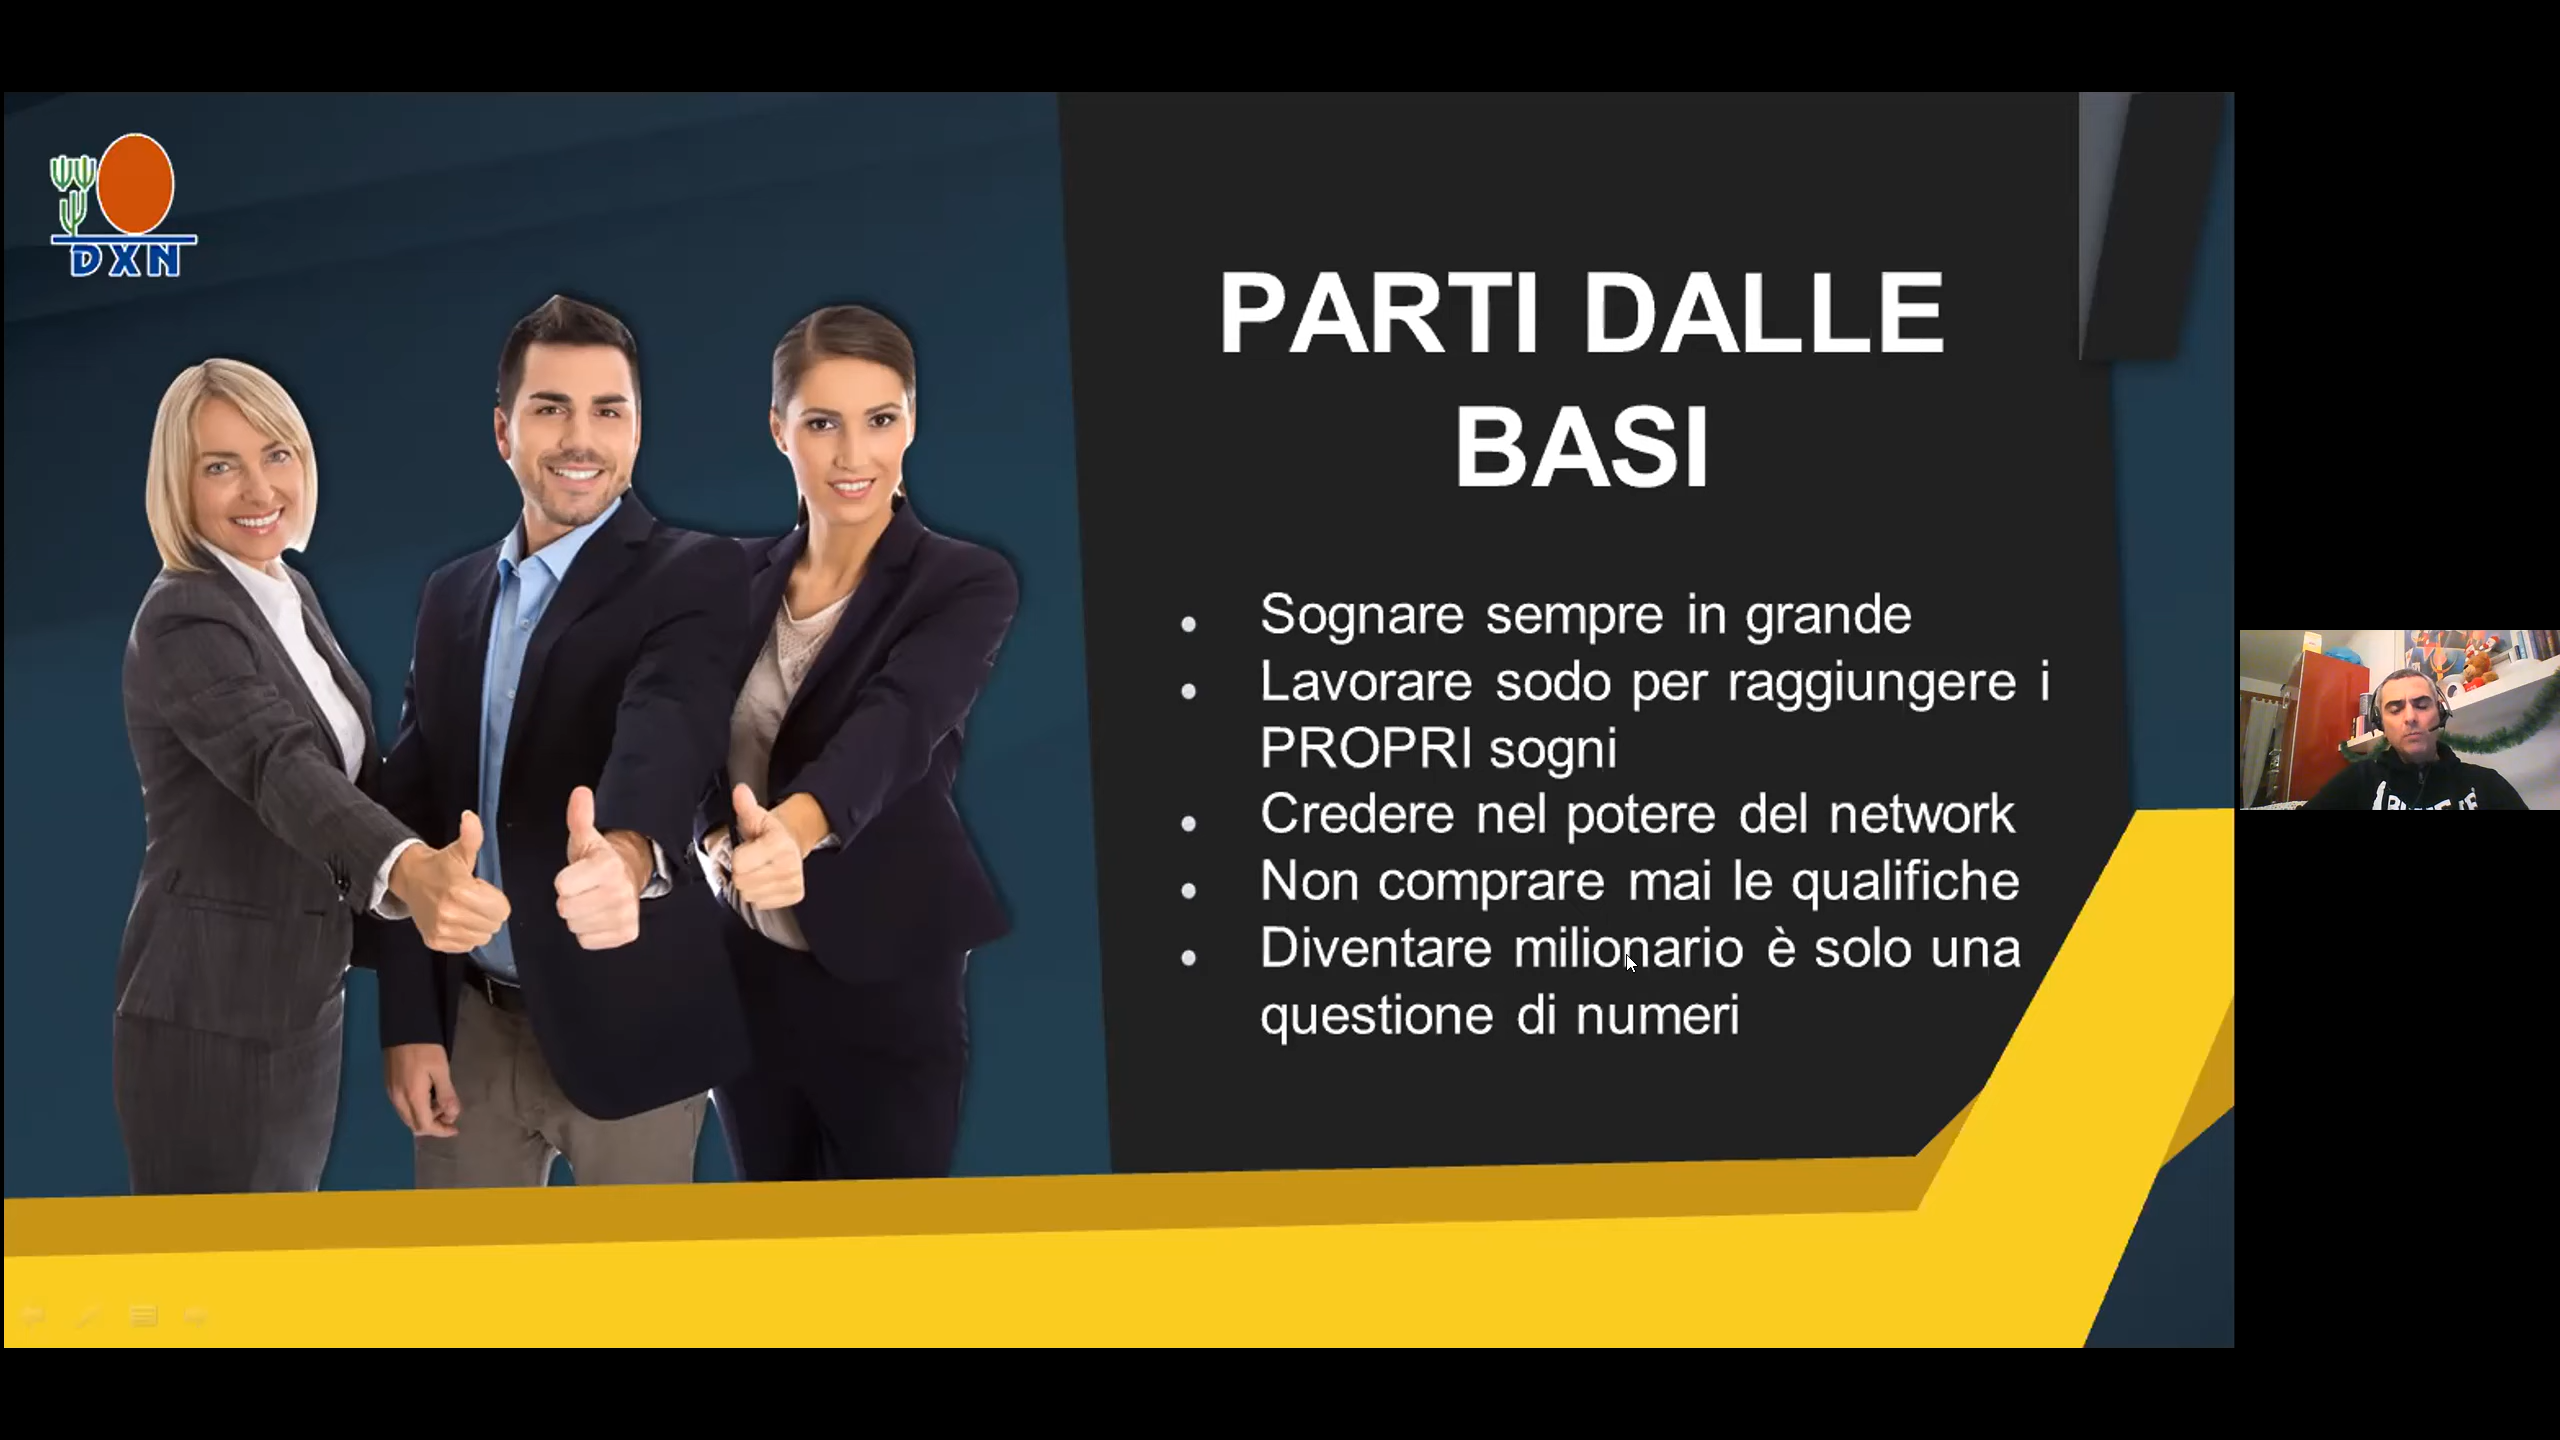 DXN
PARTI DALLE
BASI
Sognare sempre in grande
Lavorare sodo per raggiungere i
PROPRI sogni
Credere nel potere del network
Non comprare mai le qualifiche
Diventare milionario è solo una
questione di numeri